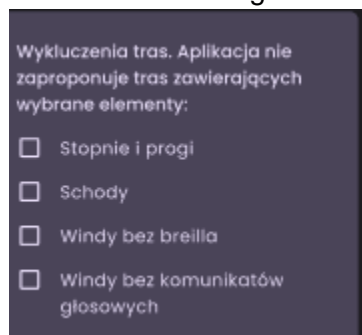 Wykluczenia tras. Aplikacja nie
zaproponuje tras zawierających
wybrane elementy:
Stopnie i progi
Schody
Windy bez breilla
Windy bez komunikatów
głosowych